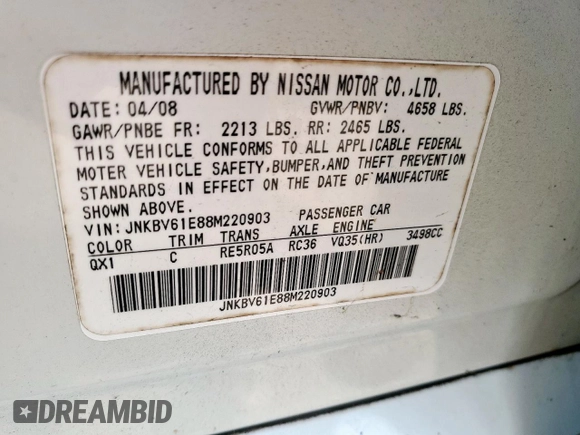 MANUFACTURED BY NISSAN MOTOR CO.,LTD.
DATE: 04/08 GVWR/PNBV: 4658 LBS.
GAWR/PNBE FR: 2213 LBS. RR: 2465 LBS.
THIS VEHICLE CONFORMS TO ALL APPLICABLE FEDERAL
MOTOR VEHICLE SAFETY, BUMPER, AND THEFT PREVENTION
STANDARDS IN EFFECT ON THE DATE OF MANUFACTURE
SHOWN ABOVE.
VIN: JNKBV61E88M220903 PASSENGER CAR
COLOR TRIM TRANS AXLE ENGINE
QX1 C RE5R05A RC36 VQ35(HR) 3498CC
JNKBV61E88M220903
DREAMBID